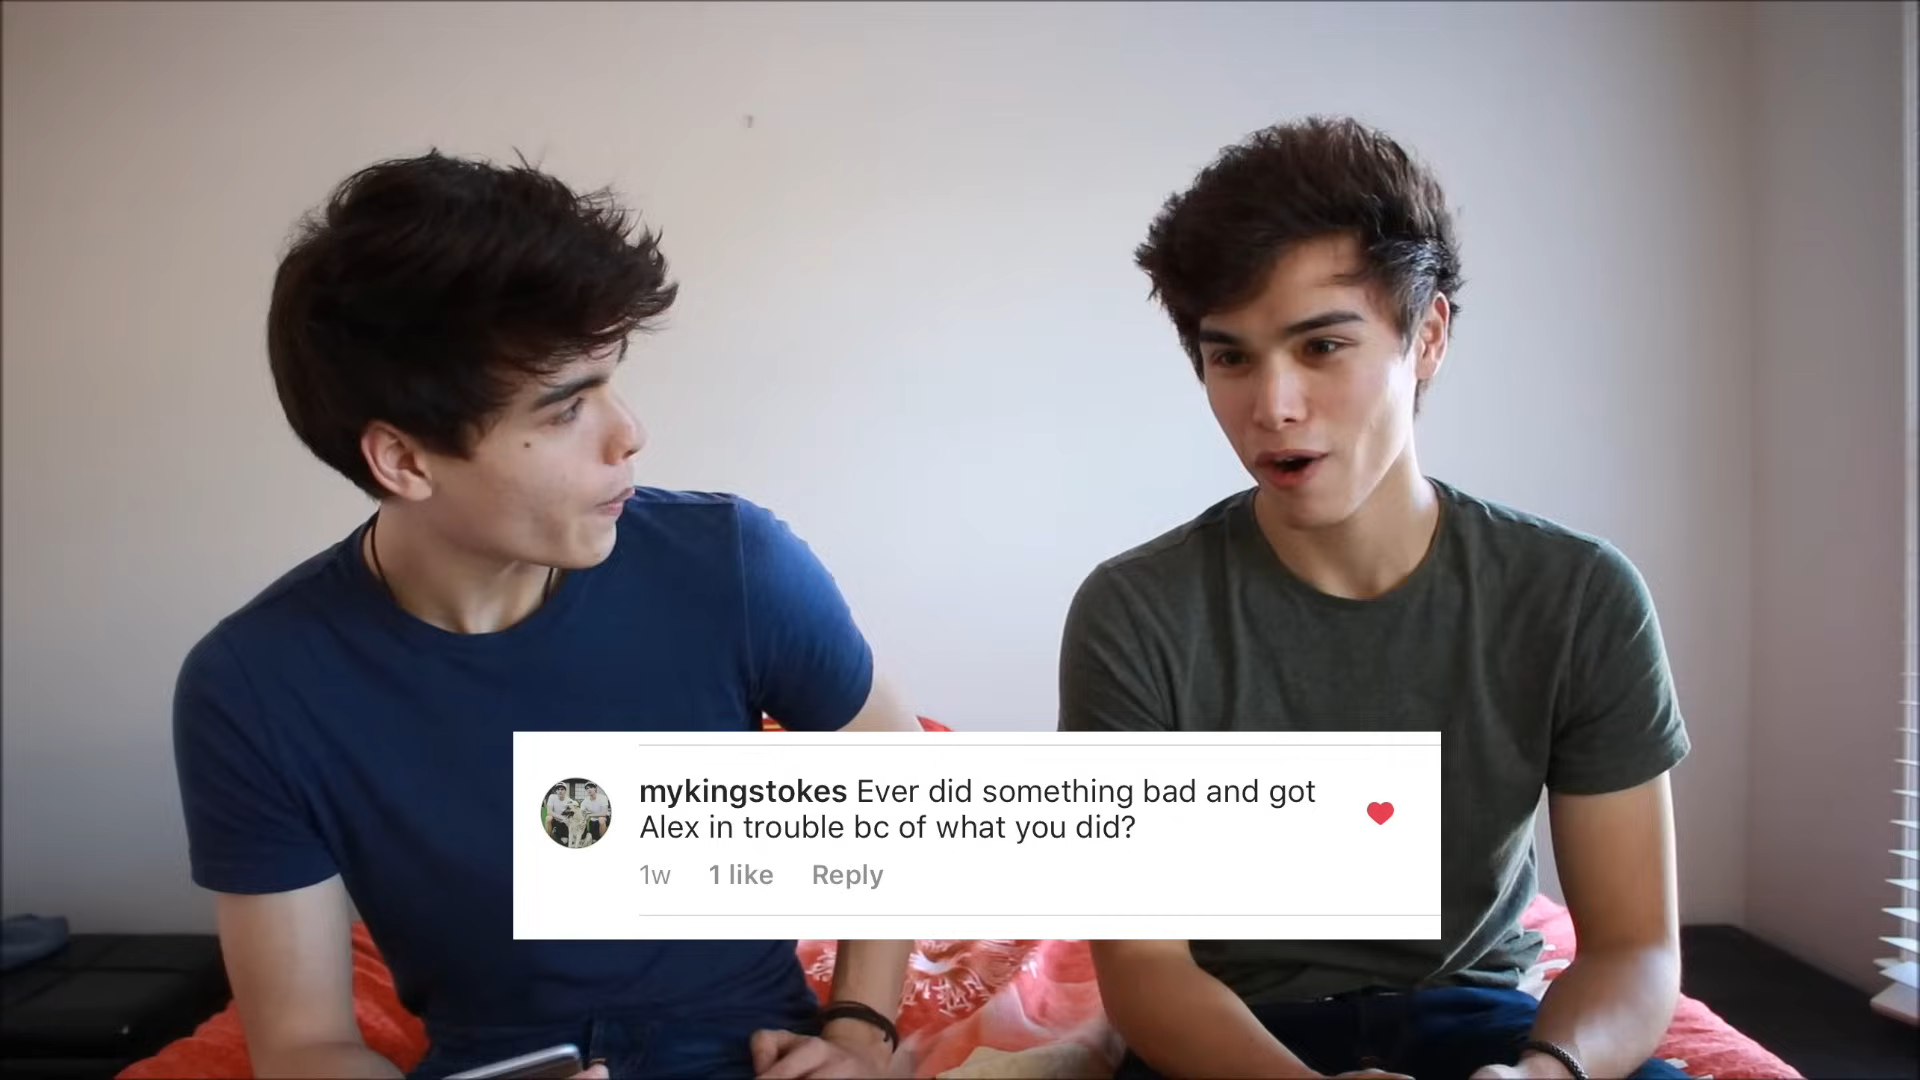 mykingstokes Ever did something bad and got
Alex in trouble bc of what you did?
1w 1 like Reply